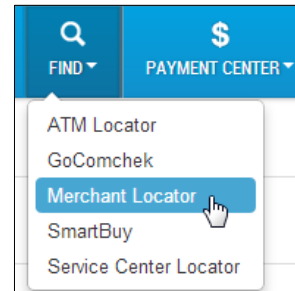 $
FIND PAYMENT CENTER
ATM Locator
GoComchek
Merchant Locator
SmartBuy
Service Center Locator